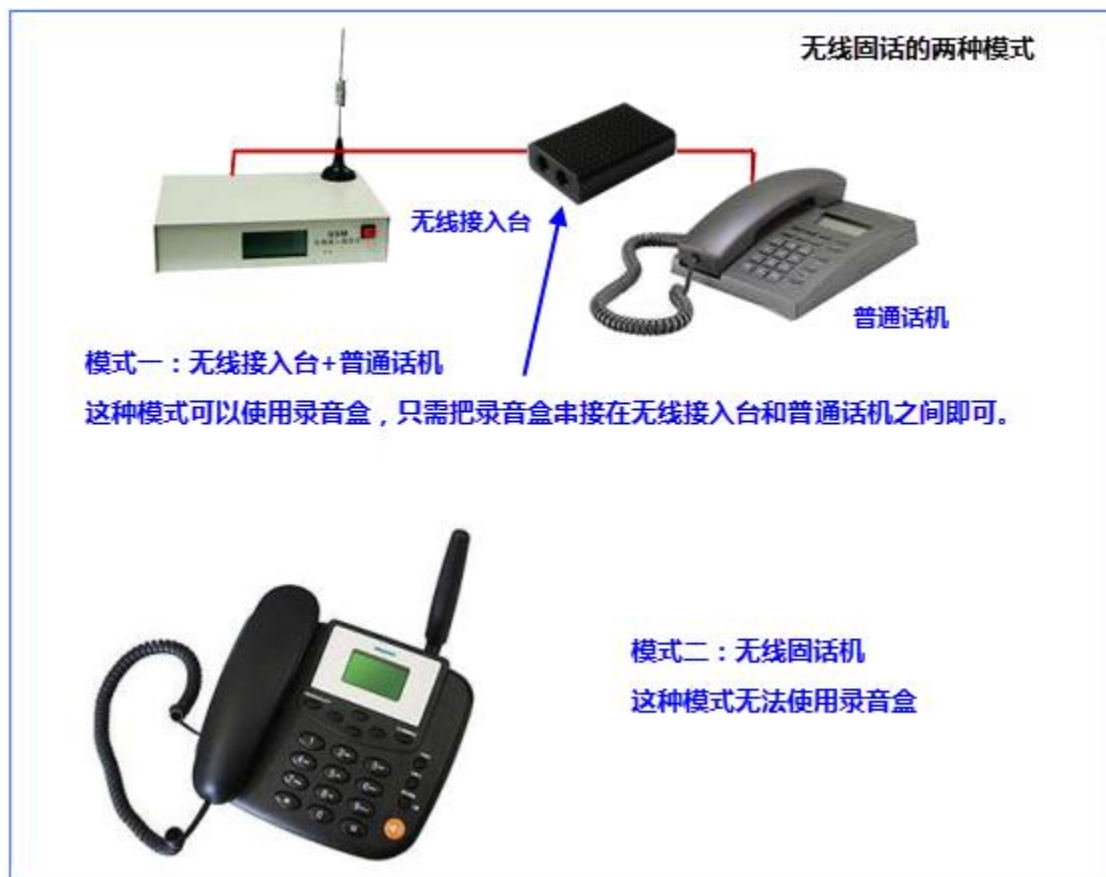 无线固话的两种模式
GSM
无线接入台
普通话机
模式一：无线接入台+普通话机
这种模式可以使用录音盒，只需把录音盒串接在无线接入台和普通话机之间即可。
模式二：无线固话机
这种模式无法使用录音盒